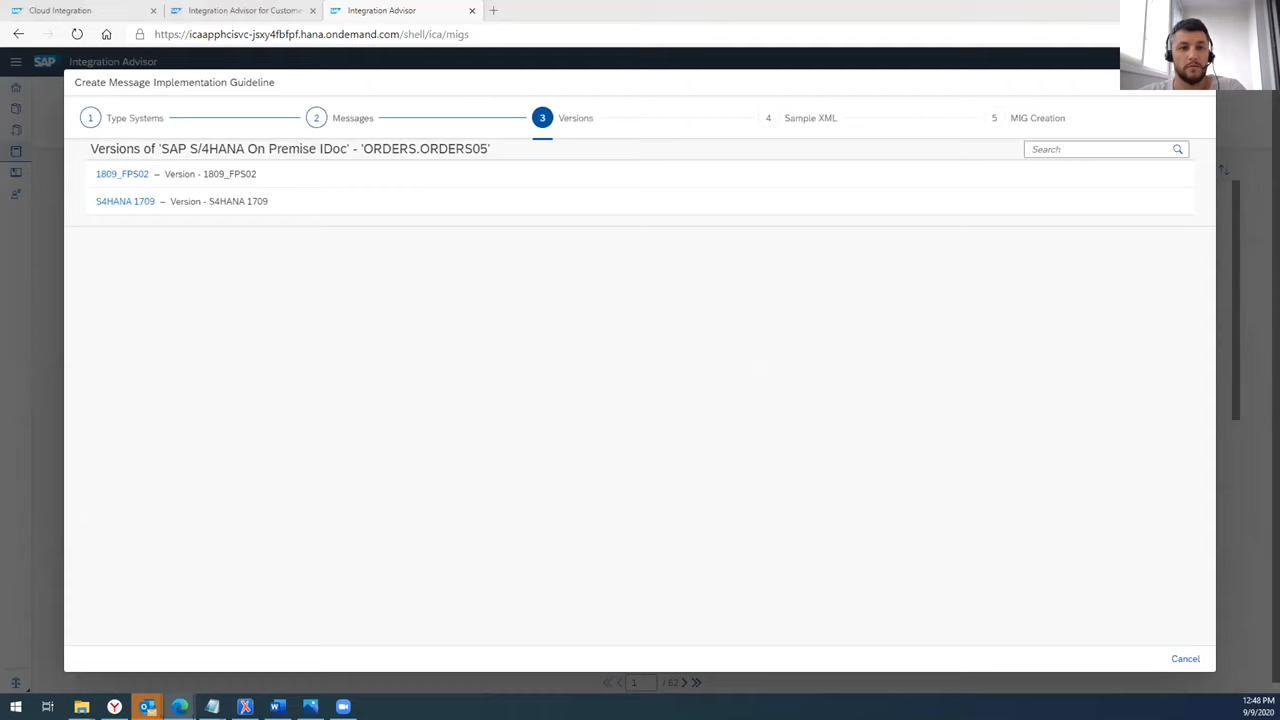 Cloud Integration
Integration Advisor for Custome
Integration Advisor
https://icaapphcisvc-jsxy4fbfpf.hana.ondemand.com/shell/ica/migs
SAP Integration Advisor
Create Message Implementation Guideline
1 Type Systems
2 Messages
3 Versions
4 Sample XML
5 MIG Creation
Versions of 'SAP S/4HANA On Premise IDoc' - 'ORDERS.ORDERS05'
Search
1809_FPS02 – Version - 1809_FPS02
S4HANA 1709 – Version - S4HANA 1709
Cancel
1 / 62
12:48 PM
9/9/2020